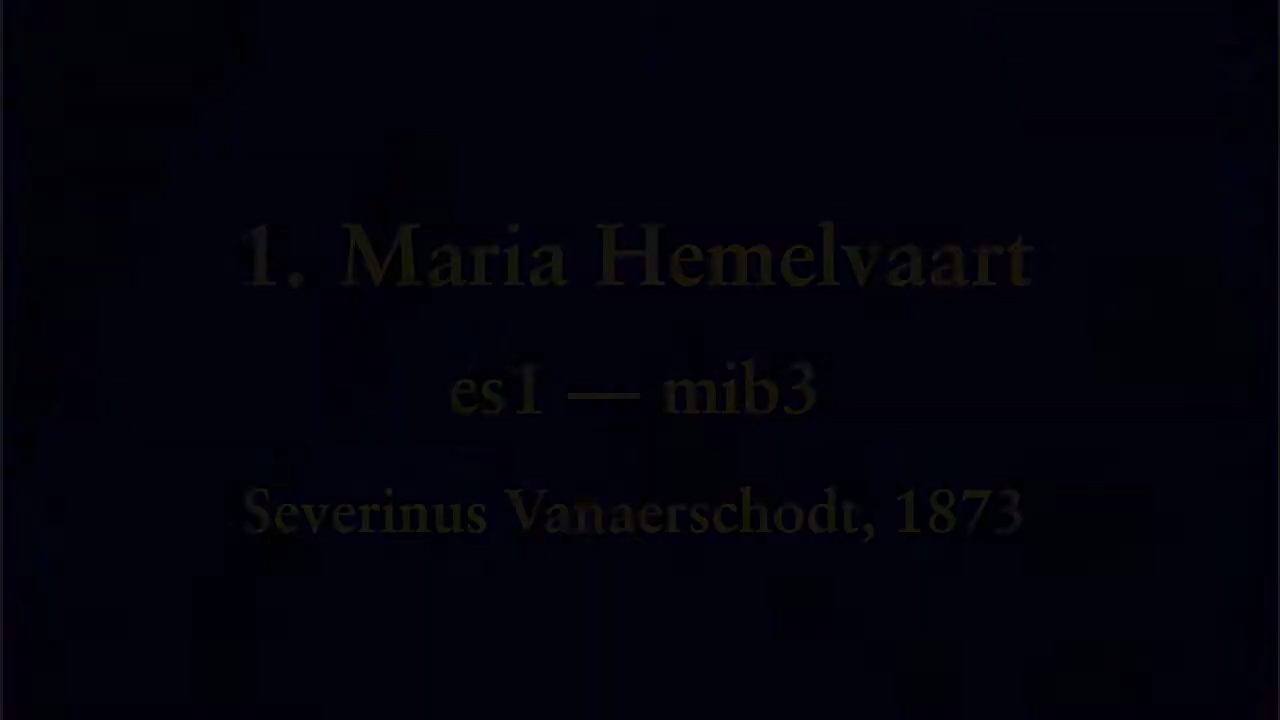 1. Maria Hemelvaart
es1 — mib3
Severinus Vanaerschodt, 1873